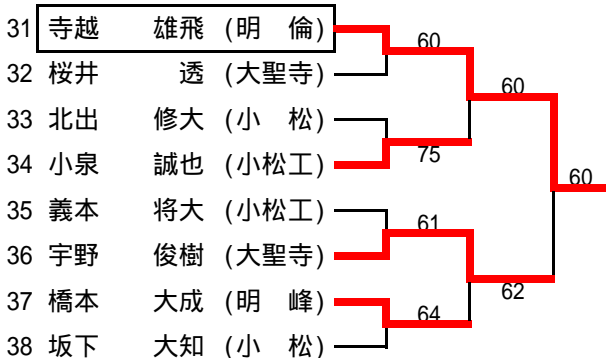 31 寺越 雄飛 (明 倫)
60
32 桜井 透 (大聖寺)
60
33 北出 修大 (小 松)
75
34 小泉 誠也 (小松工)
60
35 義本 将大 (小松工)
61
36 宇野 俊樹 (大聖寺)
62
37 橋本 大成 (明 峰)
64
38 坂下 大知 (小 松)